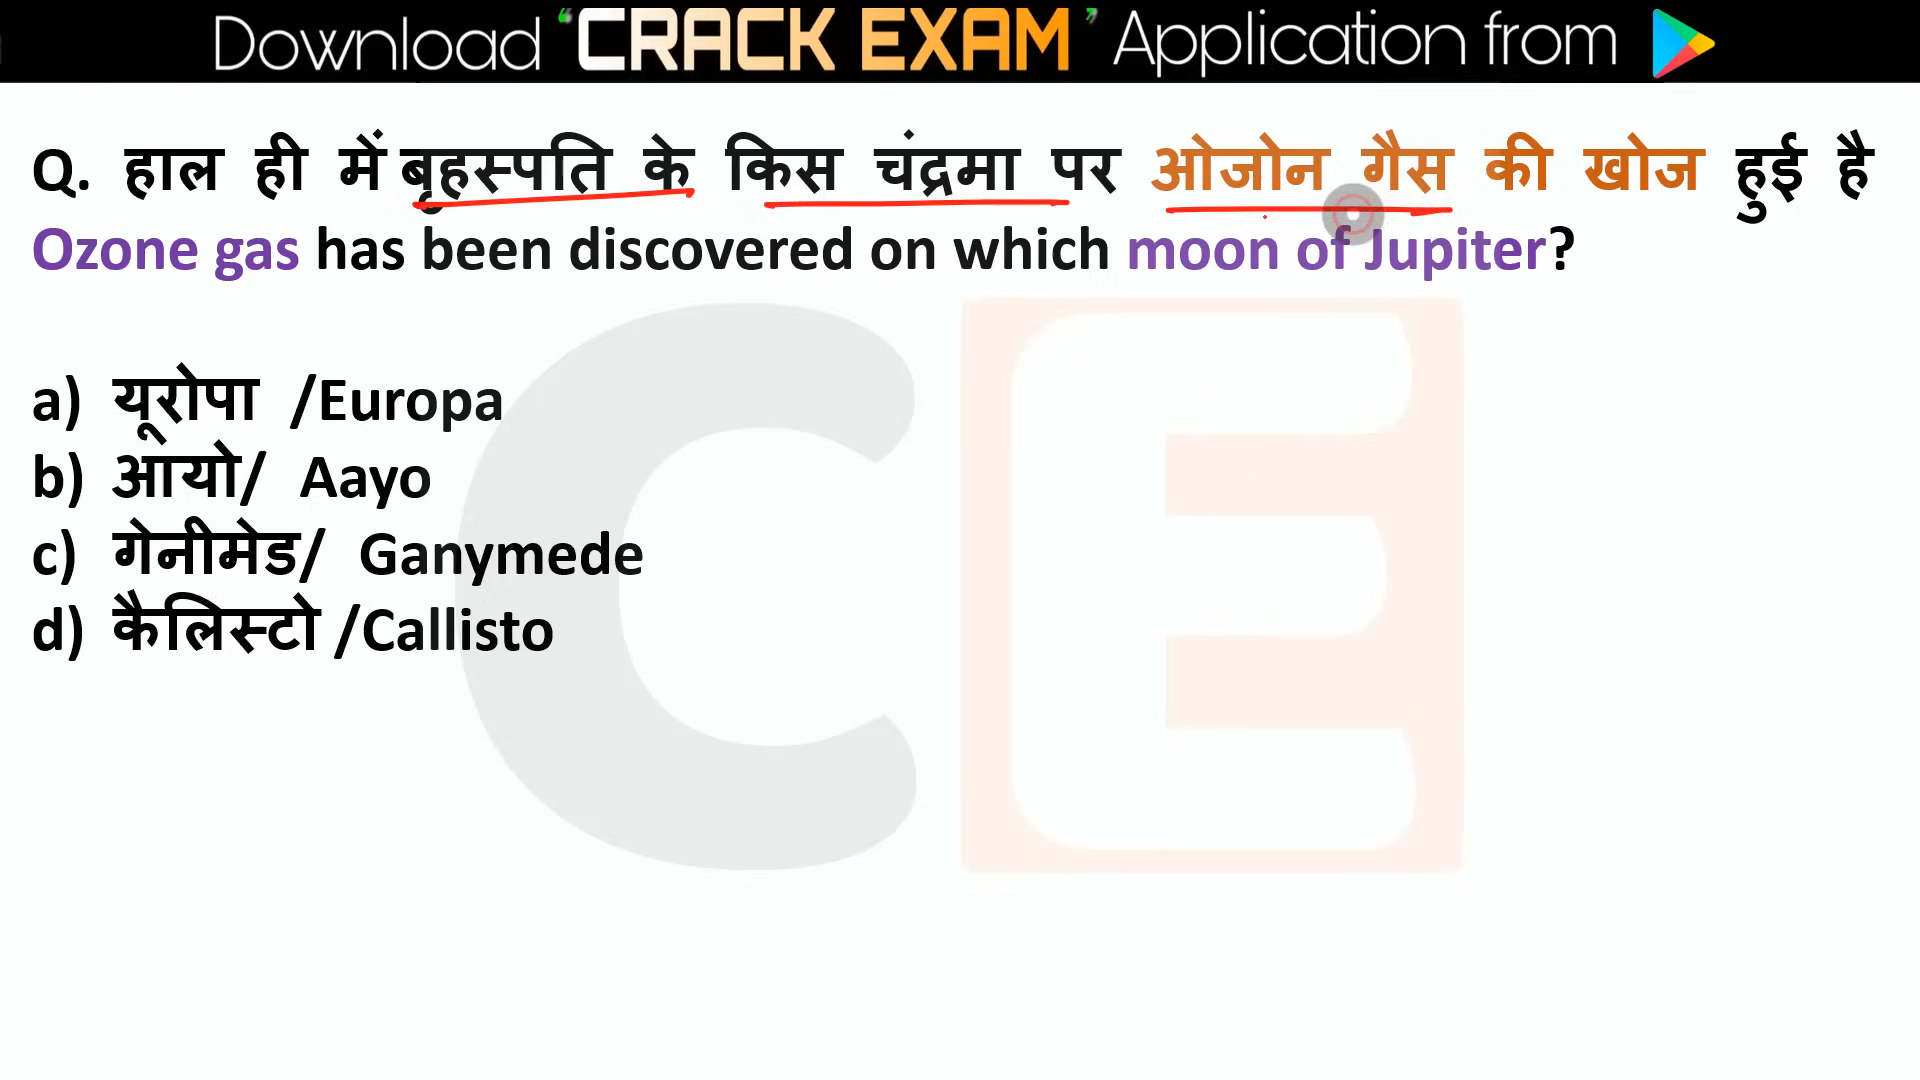 Download ‘CRACK EXAM’ Application from
Q. हाल ही में बृहस्पति के किस चंद्रमा पर ओजोन गैस की खोज हुई है
Ozone gas has been discovered on which moon of Jupiter?
a) यूरोपा /Europa
b) आयो/ Aayo
c) गेनीमेड/ Ganymede
d) कैलिस्टो /Callisto
CE